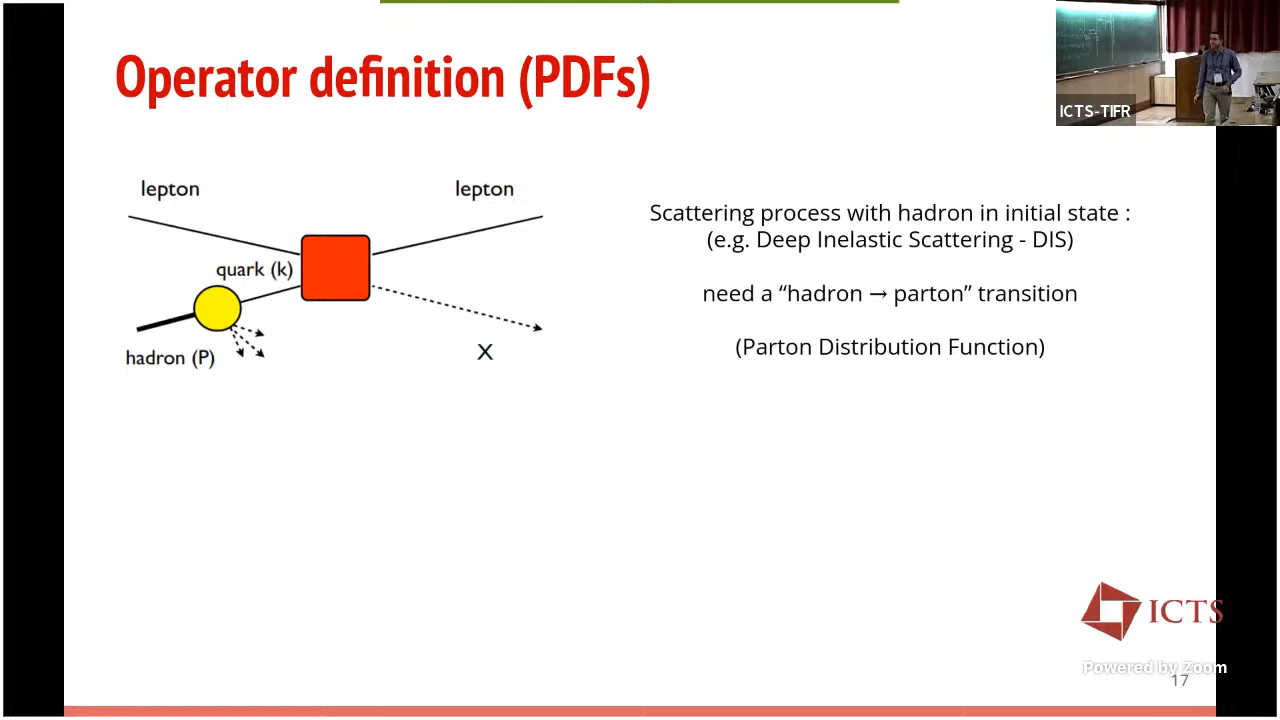 Operator definition (PDFs)
ICTS-TIFR
lepton
lepton
quark (k)
hadron (P)
X
Scattering process with hadron in initial state :
(e.g. Deep Inelastic Scattering - DIS)
need a “hadron → parton” transition
(Parton Distribution Function)
ICTS
Powered by Zoom
17